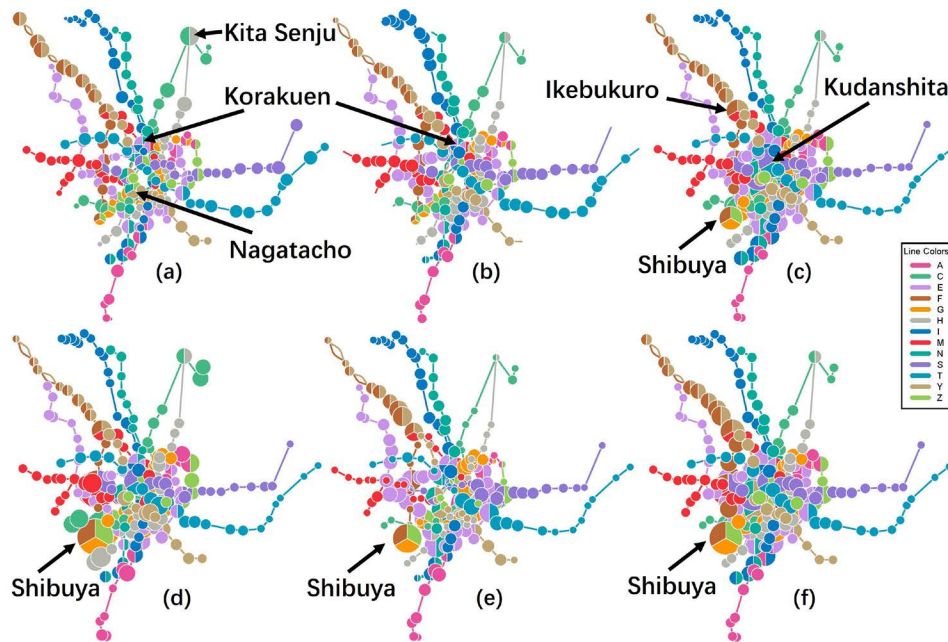 Kita Senju
Korakuen
Nagatacho
(a)
(b)
Ikebukuro
Kudanshita
Shibuya
(c)
Line Colors
A
C
E
F
G
H
I
M
N
S
T
Y
Z
Shibuya
(d)
Shibuya
(e)
Shibuya
(f)